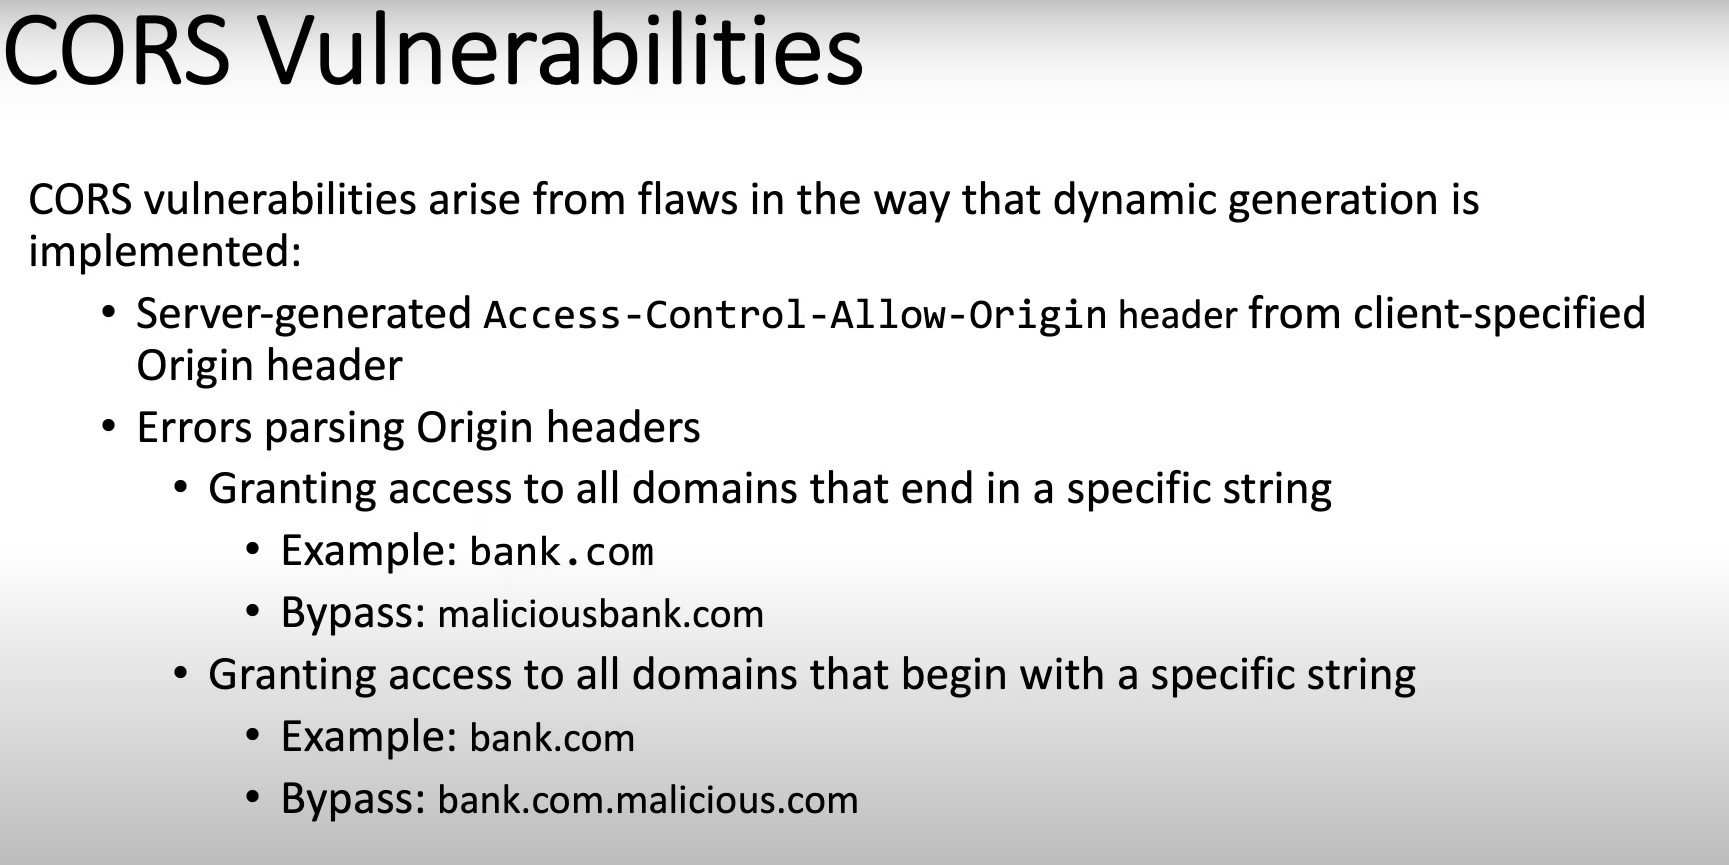 CORS Vulnerabilities
CORS vulnerabilities arise from flaws in the way that dynamic generation is
implemented:
• Server-generated Access-Control-Allow-Origin header from client-specified
Origin header
• Errors parsing Origin headers
• Granting access to all domains that end in a specific string
• Example: bank.com
• Bypass: maliciousbank.com
• Granting access to all domains that begin with a specific string
• Example: bank.com
• Bypass: bank.com.malicious.com